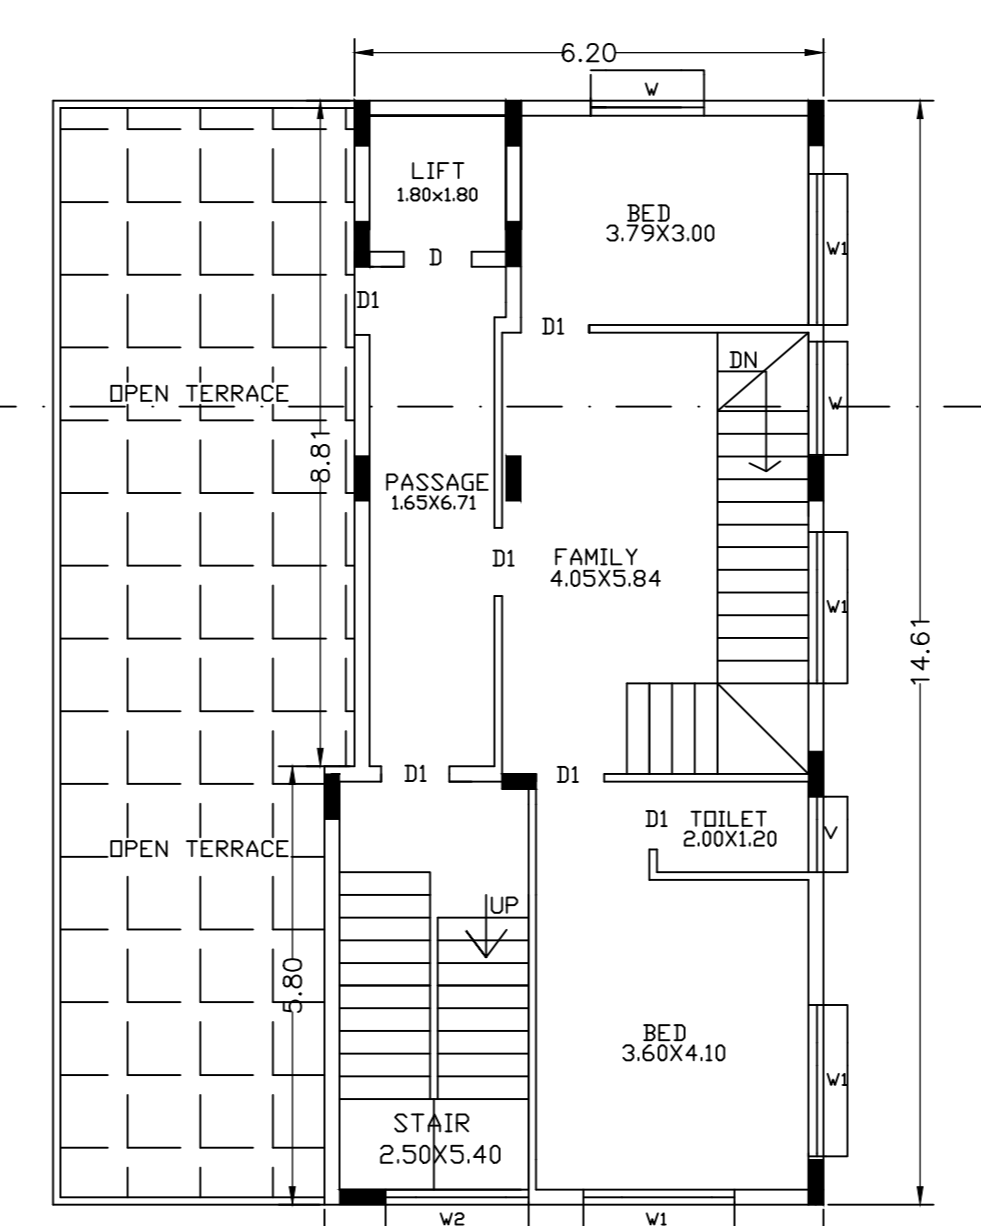 6.20
W
LIFT
1.80x1.80
BED
3.79X3.00
W1
D
D1
D1
DN
OPEN TERRACE
W
8.81
PASSAGE
1.65X6.71
D1
FAMILY
4.05X5.84
W1
14.61
D1
D1
D1
TOILET
2.00X1.20
V
OPEN TERRACE
UP
5.80
BED
3.60X4.10
W1
STAIR
2.50X5.40
W2
W1